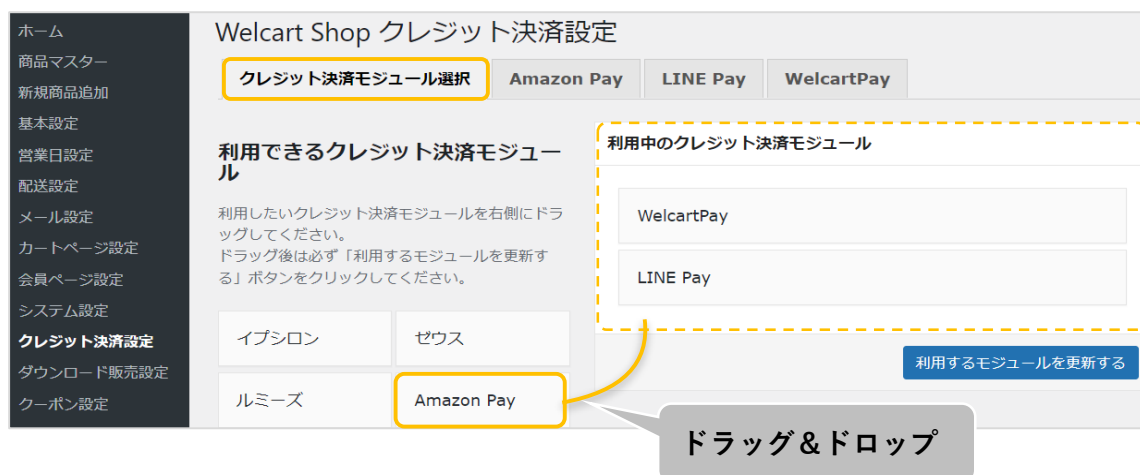 ホーム
商品マスター
新規商品追加
基本設定
営業日設定
配送設定
メール設定
カートページ設定
会員ページ設定
システム設定
クレジット決済設定
ダウンロード販売設定
クーポン設定
Welcart Shop クレジット決済設定
クレジット決済モジュール選択 Amazon Pay LINE Pay WelcartPay
利用できるクレジット決済モジュー
ル
利用したいクレジット決済モジュールを右側にドラ
ッグしてください。
ドラッグ後は必ず「利用するモジュールを更新す
る」ボタンをクリックしてください。
イプシロン ゼウス
ルミーズ Amazon Pay
利用中のクレジット決済モジュール
WelcartPay
LINE Pay
利用するモジュールを更新する
ドラッグ＆ドロップ